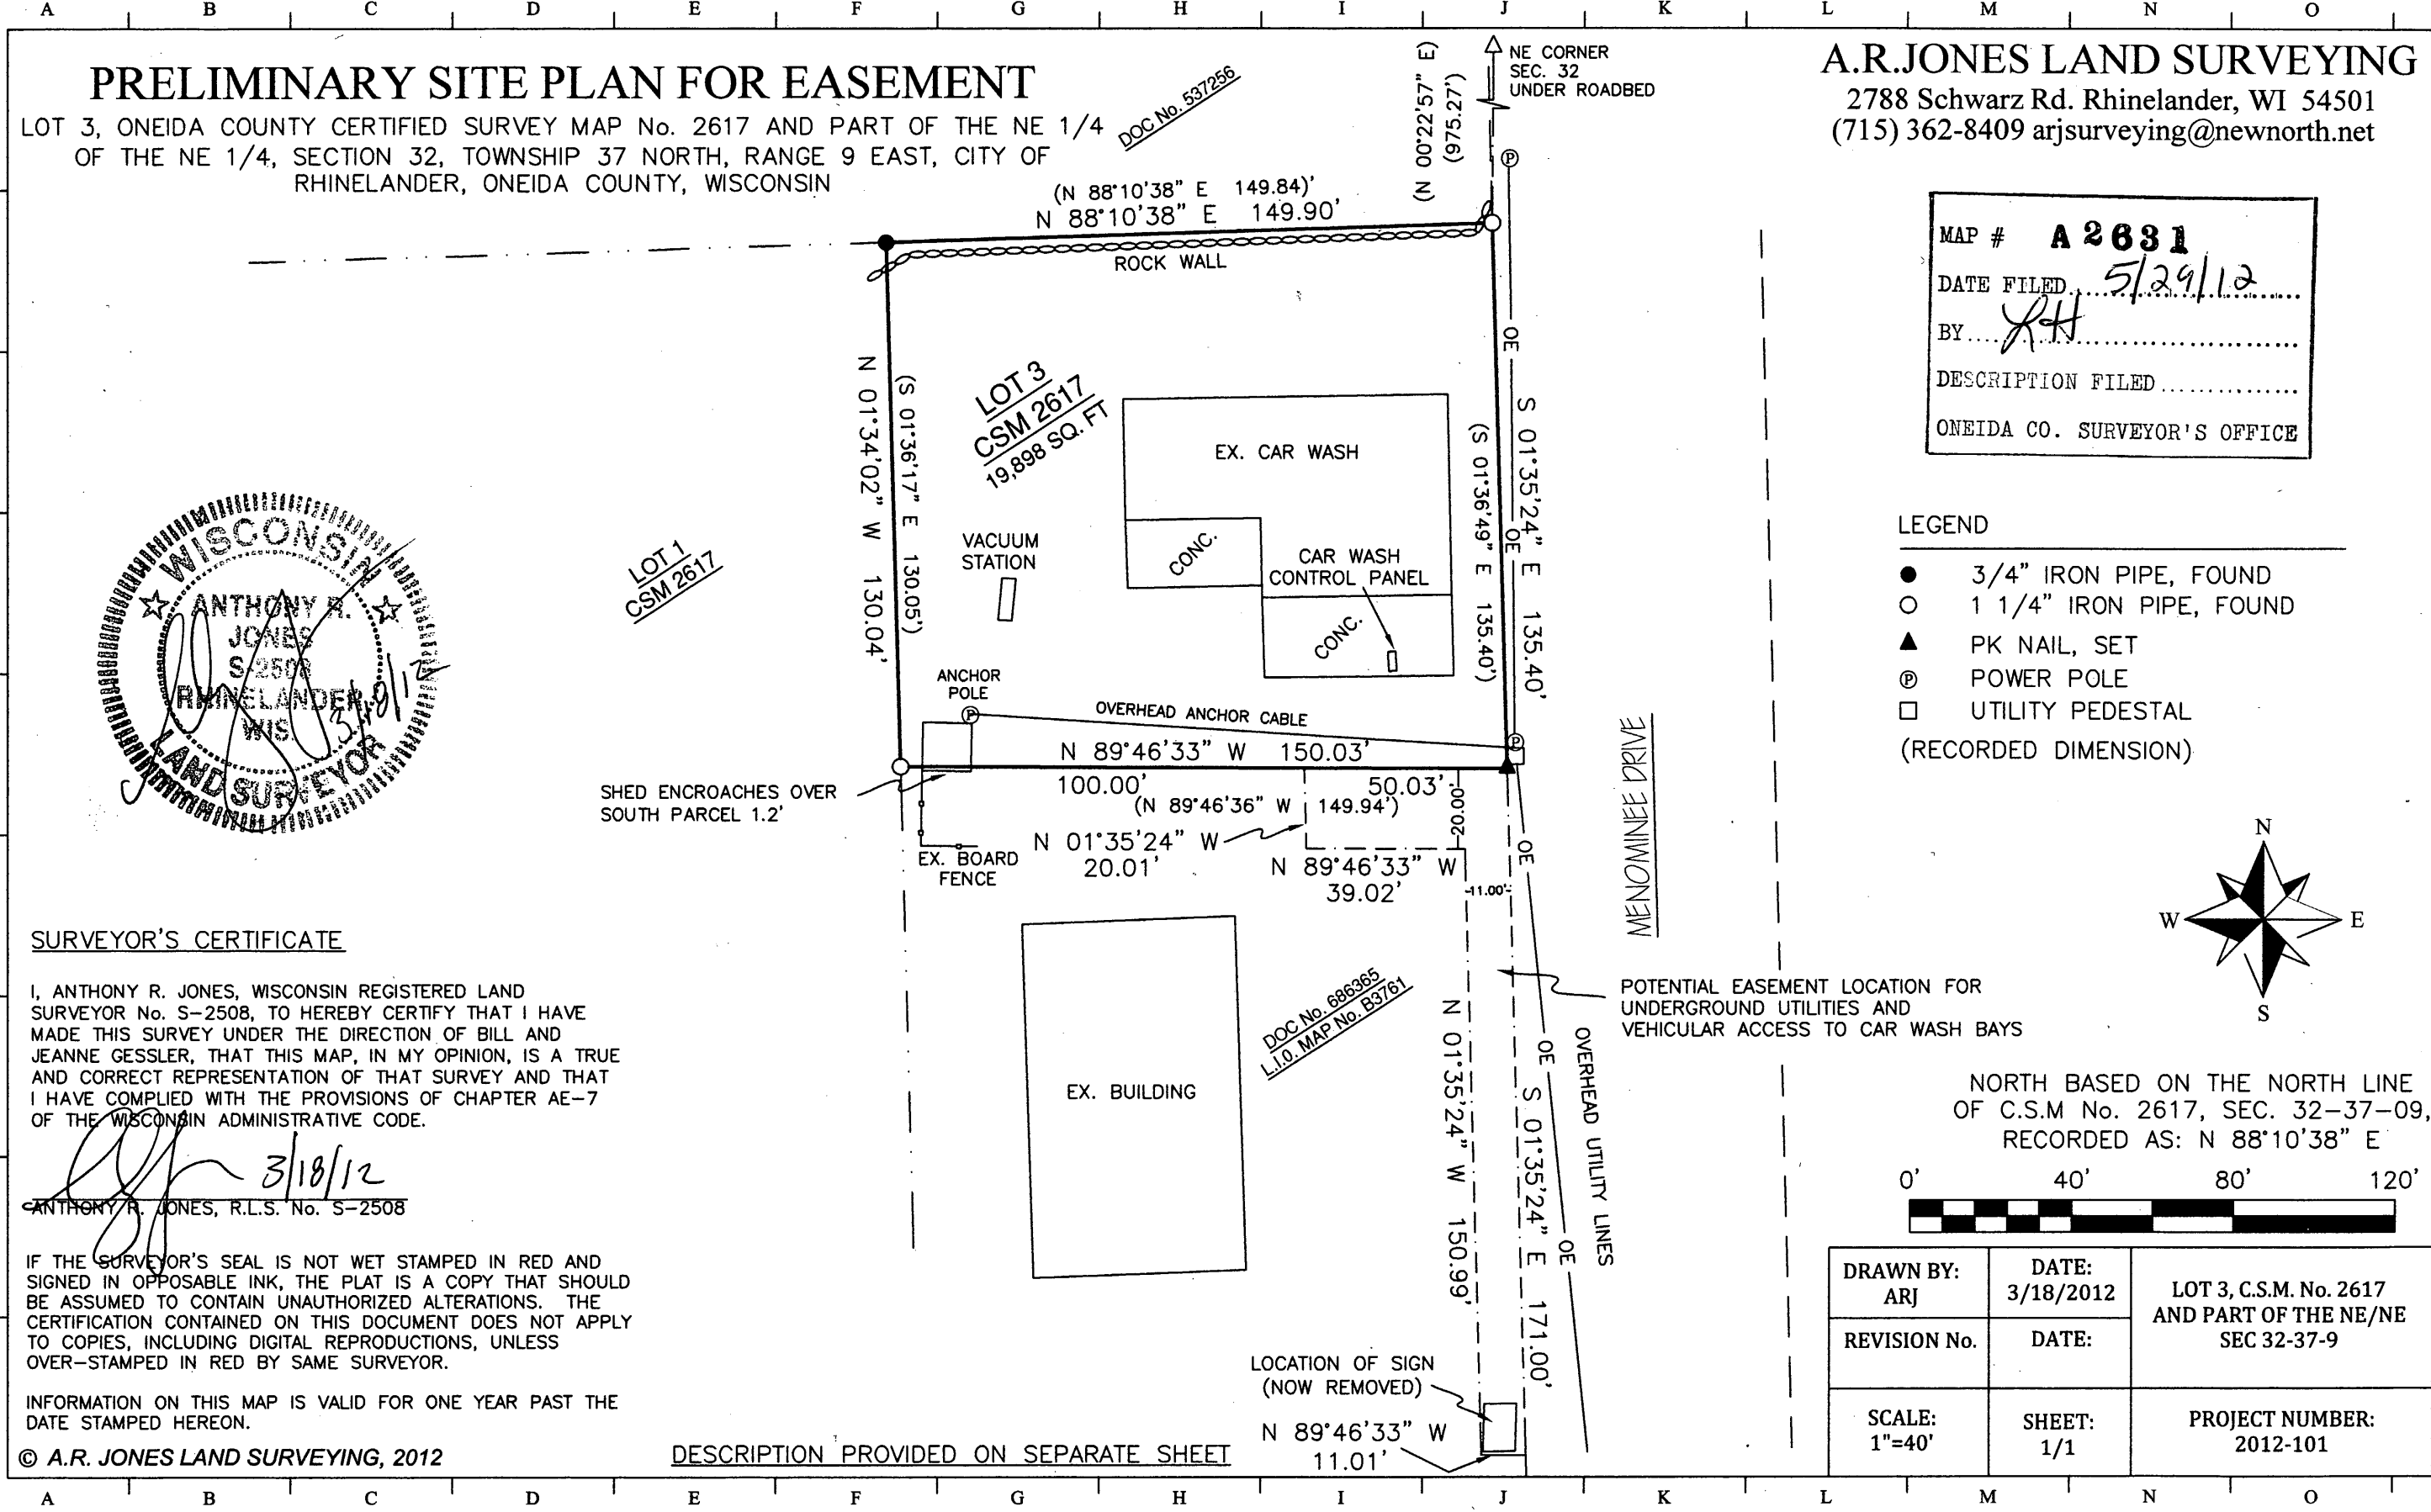 A B C D E F G H I J K L M N O
PRELIMINARY SITE PLAN FOR EASEMENT
LOT 3, ONEIDA COUNTY CERTIFIED SURVEY MAP No. 2617 AND PART OF THE NE 1/4
OF THE NE 1/4, SECTION 32, TOWNSHIP 37 NORTH, RANGE 9 EAST, CITY OF
RHINELANDER, ONEIDA COUNTY, WISCONSIN
DOC No. 537256
(N 00°22'57" E)
(975.27')
NE CORNER
SEC. 32
UNDER ROADBED
A.R.JONES LAND SURVEYING
2788 Schwarz Rd. Rhinelander, WI 54501
(715) 362-8409 arjsurveying@newnorth.net
MAP # A2631
DATE FILED 5/29/12
BY LH
DESCRIPTION FILED
ONEIDA CO. SURVEYOR'S OFFICE
(N 88°10'38" E 149.84)'
N 88°10'38" E 149.90'
P
ROCK WALL
N 01°34'02" W 130.04'
(S 01°36'17" E 130.05')
LOT 3
CSM 2617
19,898 SQ. FT
EX. CAR WASH
CONC.
CAR WASH
CONTROL PANEL
CONC.
VACUUM
STATION
LOT 1
CSM 2617
OE
S 01°35'24" E 135.40'
OE
(S 01°36'49" E 135.40')
LEGEND
3/4" IRON PIPE, FOUND
1 1/4" IRON PIPE, FOUND
PK NAIL, SET
P POWER POLE
UTILITY PEDESTAL
(RECORDED DIMENSION)
WISCONSIN
ANTHONY R.
JONES
S-2508
RHINELANDER
WIS.
LAND SURVEYOR
ANCHOR
POLE
P
OVERHEAD ANCHOR CABLE
P
N 89°46'33" W 150.03'
100.00' 50.03'
(N 89°46'36" W 149.94')
20.00'
SHED ENCROACHES OVER
SOUTH PARCEL 1.2'
N 01°35'24" W
20.01'
EX. BOARD
FENCE
N 89°46'33" W
39.02'
11.00'
OE
MENOMINEE DRIVE
N
W E
S
SURVEYOR'S CERTIFICATE
I, ANTHONY R. JONES, WISCONSIN REGISTERED LAND
SURVEYOR No. S-2508, TO HEREBY CERTIFY THAT I HAVE
MADE THIS SURVEY UNDER THE DIRECTION OF BILL AND
JEANNE GESSLER, THAT THIS MAP, IN MY OPINION, IS A TRUE
AND CORRECT REPRESENTATION OF THAT SURVEY AND THAT
I HAVE COMPLIED WITH THE PROVISIONS OF CHAPTER AE-7
OF THE WISCONSIN ADMINISTRATIVE CODE.
3/18/12
ANTHONY R. JONES, R.L.S. No. S-2508
IF THE SURVEYOR'S SEAL IS NOT WET STAMPED IN RED AND
SIGNED IN OPPOSABLE INK, THE PLAT IS A COPY THAT SHOULD
BE ASSUMED TO CONTAIN UNAUTHORIZED ALTERATIONS. THE
CERTIFICATION CONTAINED ON THIS DOCUMENT DOES NOT APPLY
TO COPIES, INCLUDING DIGITAL REPRODUCTIONS, UNLESS
OVER-STAMPED IN RED BY SAME SURVEYOR.
INFORMATION ON THIS MAP IS VALID FOR ONE YEAR PAST THE
DATE STAMPED HEREON.
© A.R. JONES LAND SURVEYING, 2012
EX. BUILDING
DOC No. 686365
L.I.O. MAP No. B3761
N 01°35'24" W 150.99'
OE
S 01°35'24" E 171.00'
OE
OVERHEAD UTILITY LINES
POTENTIAL EASEMENT LOCATION FOR
UNDERGROUND UTILITIES AND
VEHICULAR ACCESS TO CAR WASH BAYS
LOCATION OF SIGN
(NOW REMOVED)
N 89°46'33" W
11.01'
DESCRIPTION PROVIDED ON SEPARATE SHEET
NORTH BASED ON THE NORTH LINE
OF C.S.M No. 2617, SEC. 32-37-09,
RECORDED AS: N 88°10'38" E
0' 40' 80' 120'
DRAWN BY:
ARJ
DATE:
3/18/2012
LOT 3, C.S.M. No. 2617
AND PART OF THE NE/NE
SEC 32-37-9
REVISION No.
DATE:
SCALE:
1"=40'
SHEET:
1/1
PROJECT NUMBER:
2012-101
A B C D E F G H I J K L M N O